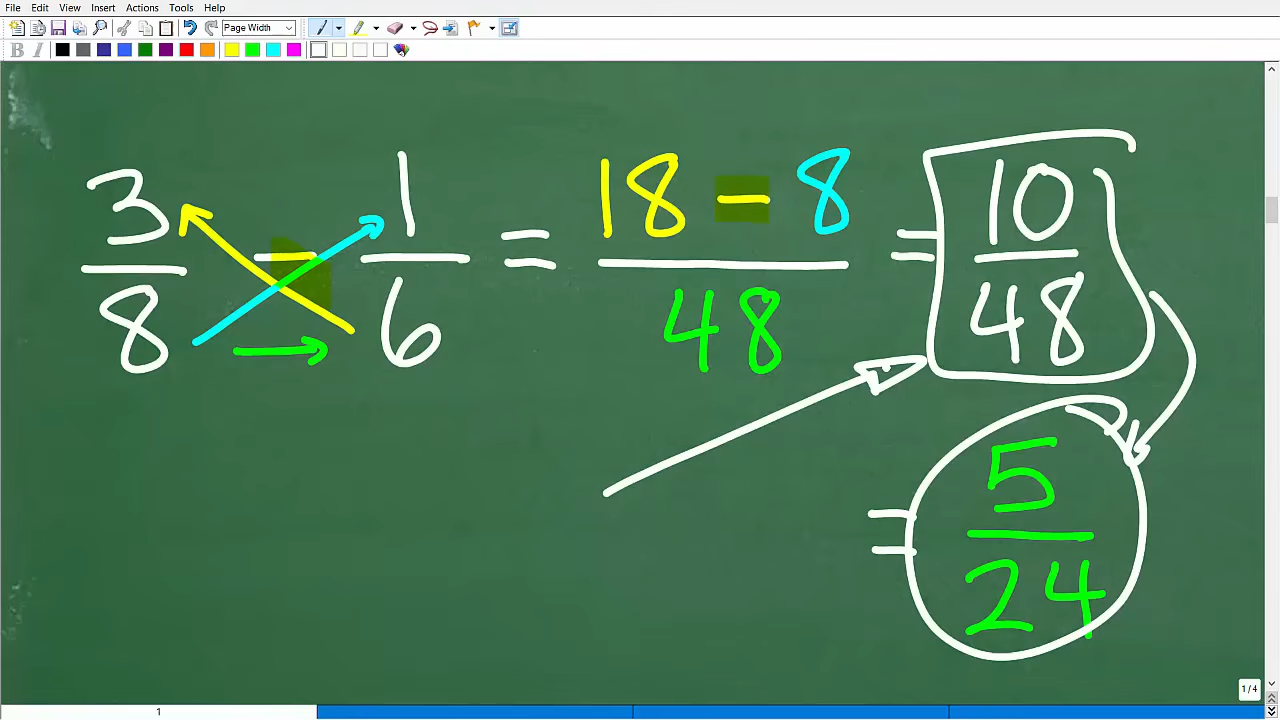 File Edit View Insert Actions Tools Help
Page Width
B I
3/8 − 1/6 = 18 − 8/48 = 10/48
= 5/24
1/4
1